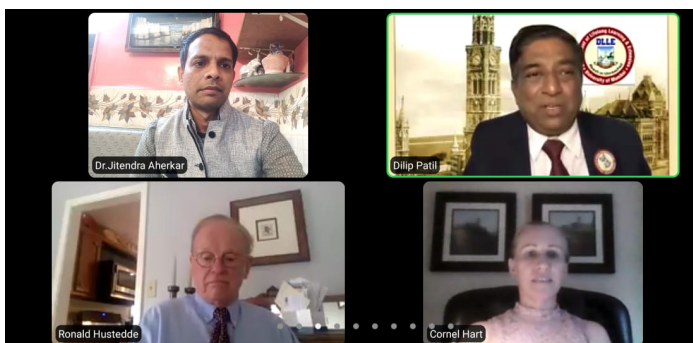 Dr.Jitendra Aherkar
Dilip Patil
DLLE
Ronald Hustedde
Cornel Hart